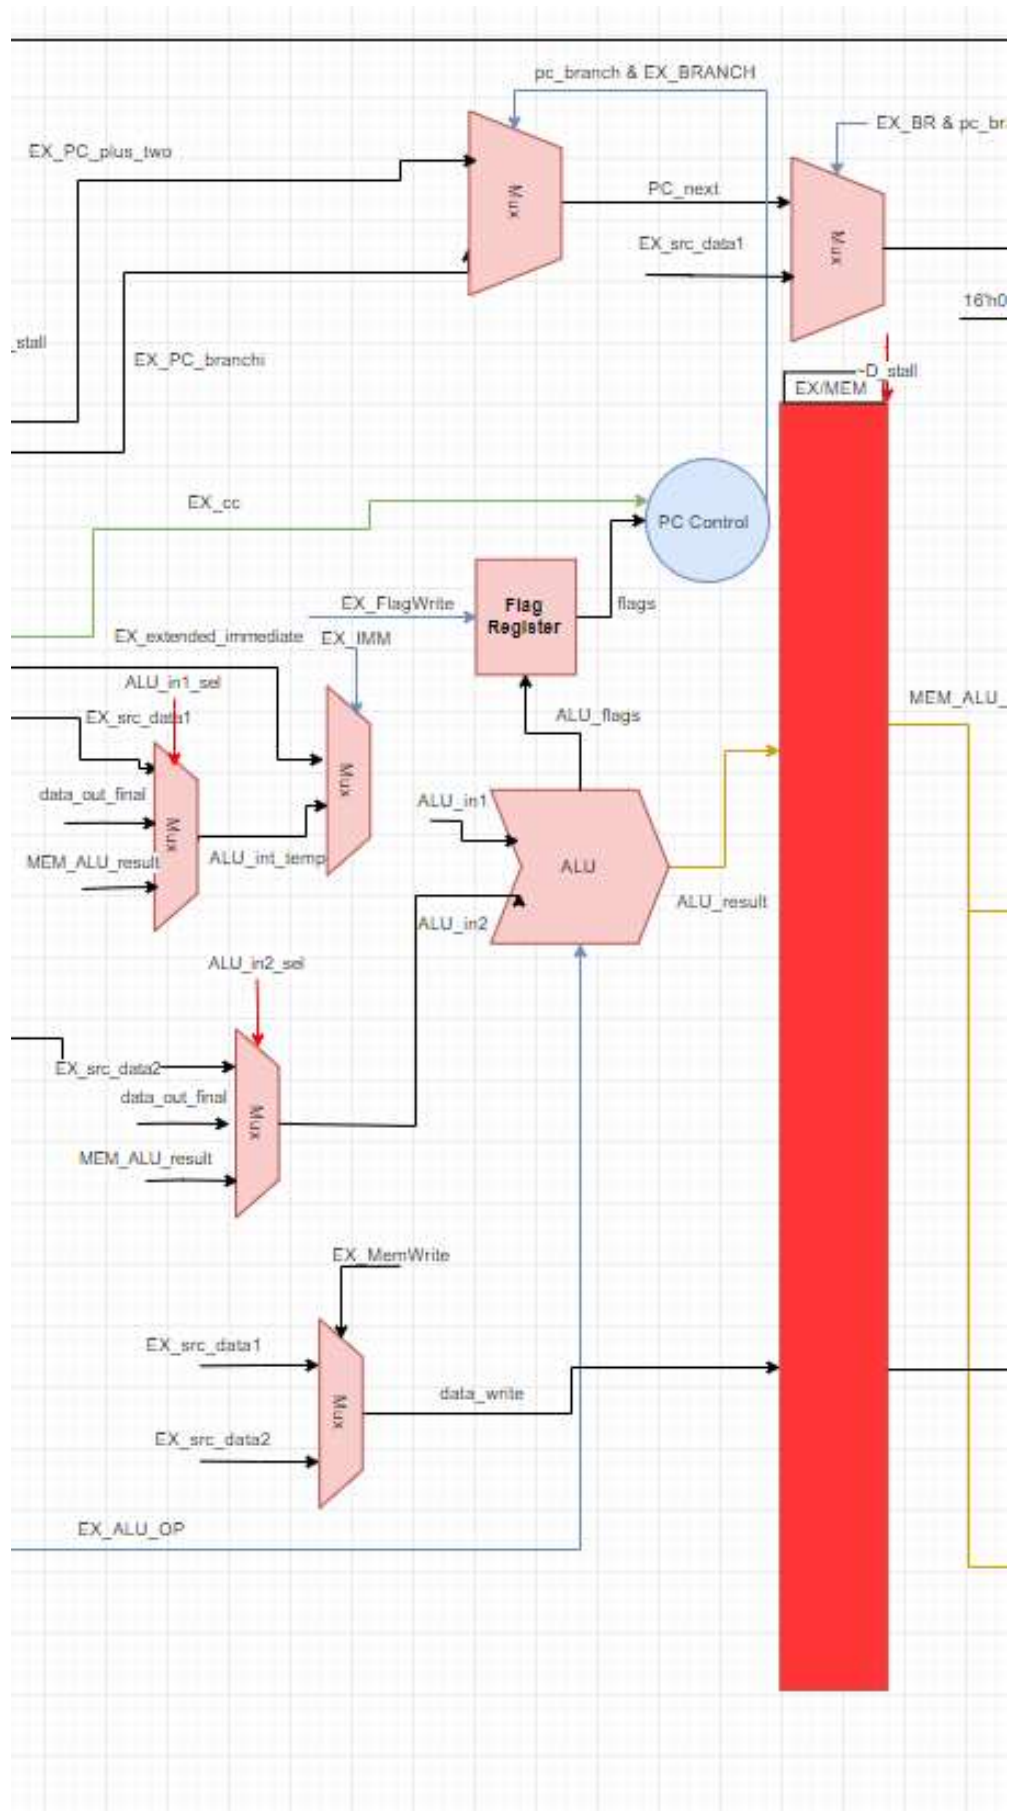 pc_branch & EX_BRANCH
EX_BR & pc_br
EX_PC_plus_two
Mux
PC_next
EX_src_data1
Mux
16'h0
_stall
EX_PC_branchi
~D_stall
EX/MEM
EX_cc
PC Control
EX_FlagWrite
Flag
Register
flags
EX_extended_immediate
EX_IMM
ALU_in1_sel
EX_src_data1
ALU_flags
MEM_ALU_
Mux
data_out_final
Mux
ALU_in1
MEM_ALU_result
ALU_int_temp
ALU
ALU_result
ALU_in2
ALU_in2_sel
EX_src_data2
data_out_final
Mux
MEM_ALU_result
EX_MemWrite
EX_src_data1
Mux
data_write
EX_src_data2
EX_ALU_OP